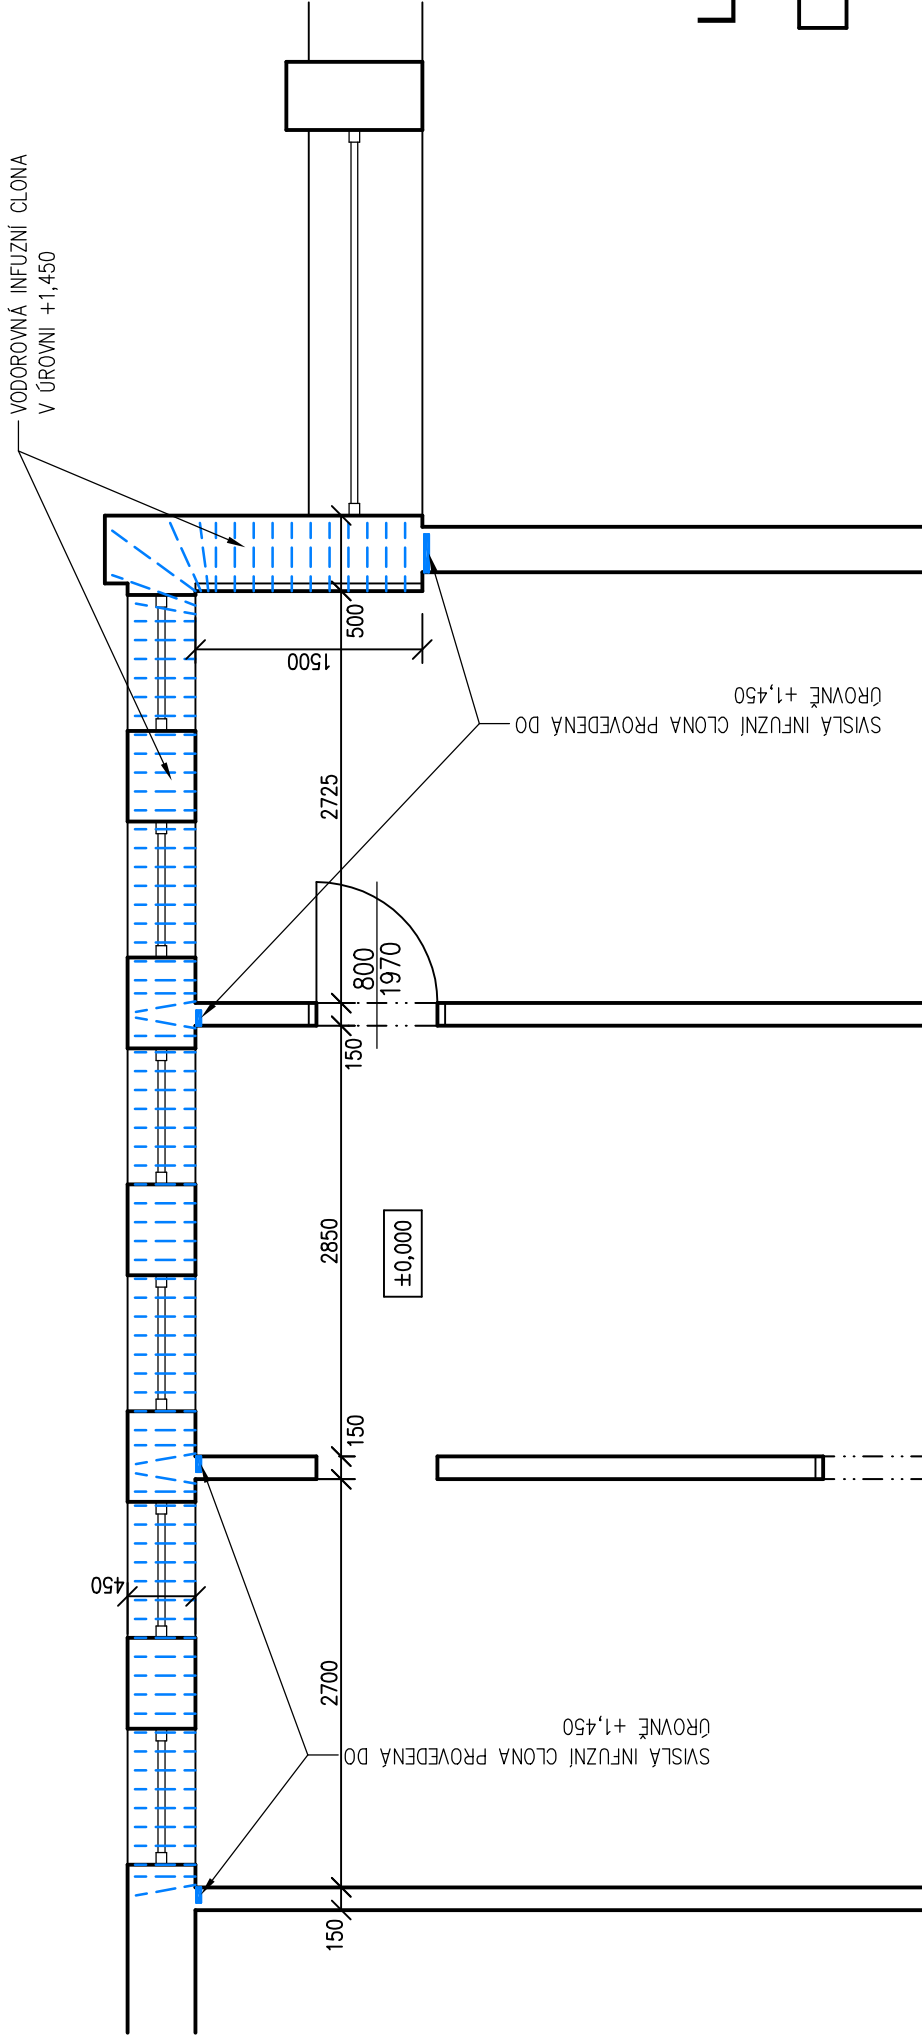 VODOROVNÁ INFUZNÍ CLONA
V ÚROVNI +1,450
500
1500
SVISLÁ INFUZNÍ CLONA PROVEDENÁ DO
ÚROVNĚ +1,450
2725
800
1970
150
2850
±0,000
150
450
2700
SVISLÁ INFUZNÍ CLONA PROVEDENÁ DO
ÚROVNĚ +1,450
150